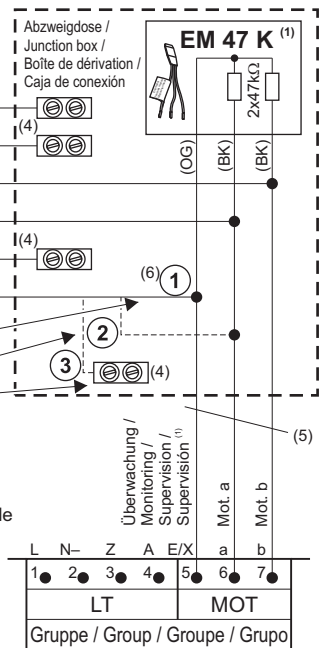 Abzweigdose /
Junction box /
Boîte de dérivation /
Caja de conexión
EM 47 K (1)
2x47kΩ
(4)
(OG)
(BK)
(BK)
(4)
(6)
1
2
3
(4)
(5)
Überwachung /
Monitoring /
Supervision /
Supervisión (1)
Mot. a
Mot. b
de
L N– Z A E/X a b
1 2 3 4 5 6 7
LT MOT
Gruppe / Group / Groupe / Grupo